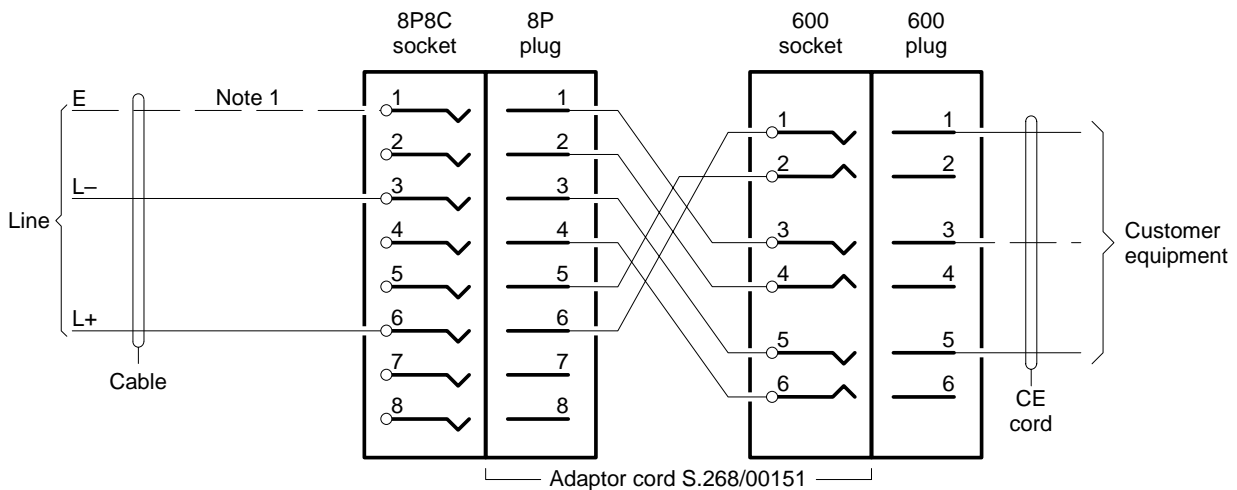 8P8C
socket
8P
plug
600
socket
600
plug
E
Note 1
L–
Line
L+
Cable
1
2
3
4
5
6
7
8
1
2
3
4
5
6
7
8
1
2
3
4
5
6
1
2
3
4
5
6
Customer
equipment
CE
cord
Adaptor cord S.268/00151